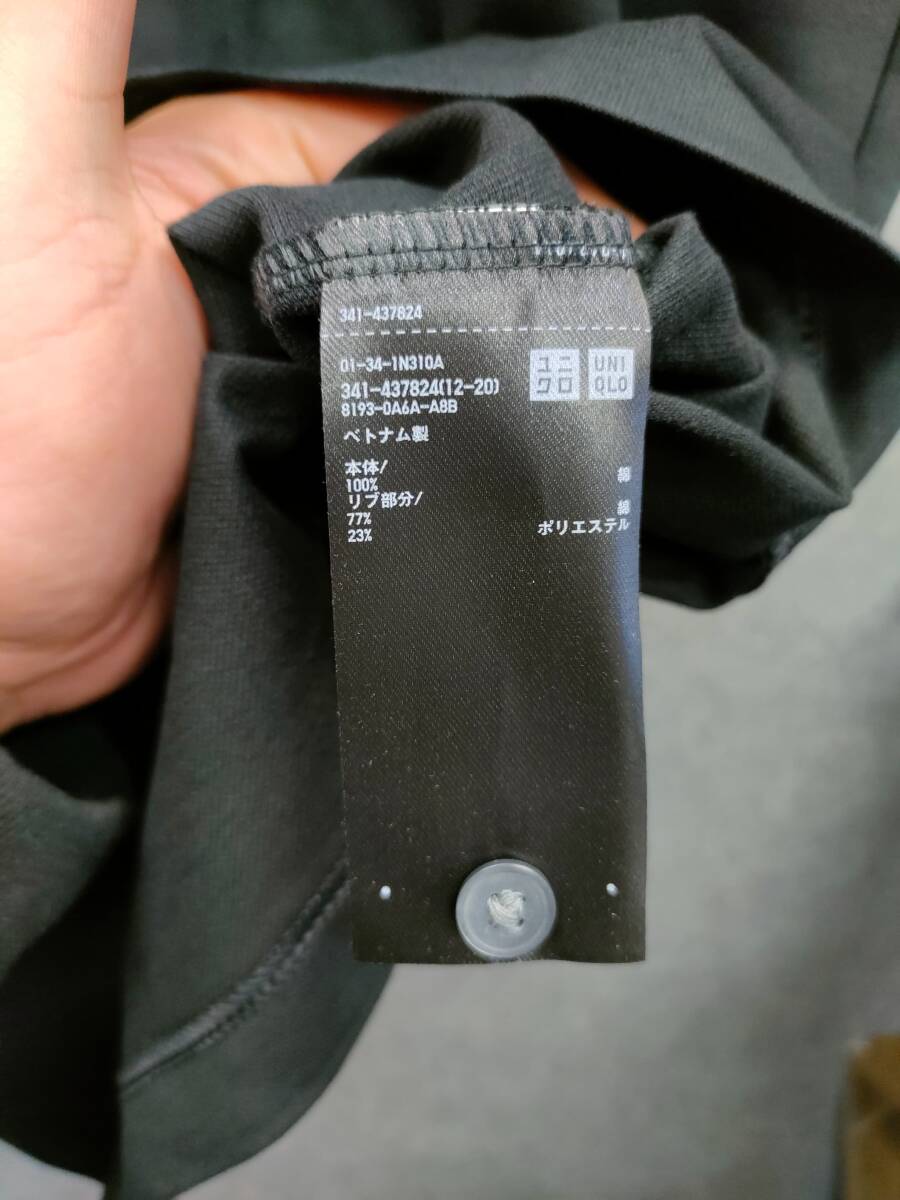 341-437824
01-34-1N310A
341-437824(12-20)
8193-0A6A-A8B
ユニ
クロ
UNI
QLO
ベトナム製
本体/
100% 綿
リブ部分/
77% 綿
23% ポリエステル